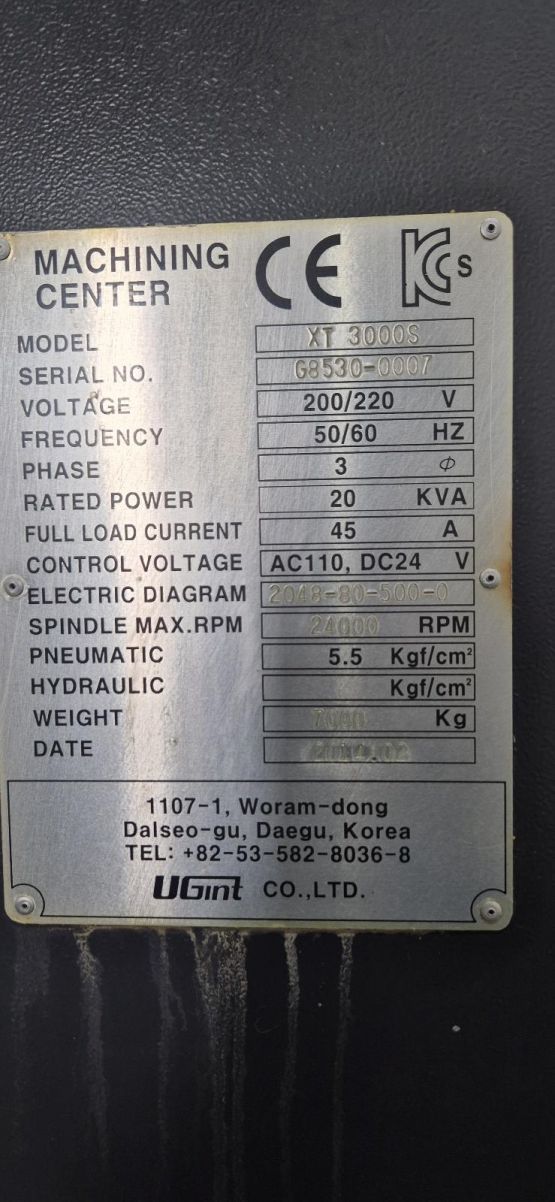 MACHINING
CENTER
CE
S
MODEL XT 3000S
SERIAL NO. G8530-0007
VOLTAGE 200/220 V
FREQUENCY 50/60 HZ
PHASE 3 Φ
RATED POWER 20 KVA
FULL LOAD CURRENT 45 A
CONTROL VOLTAGE AC110, DC24 V
ELECTRIC DIAGRAM 2048-80-500-0
SPINDLE MAX.RPM 24000 RPM
PNEUMATIC 5.5 Kgf/cm²
HYDRAULIC Kgf/cm²
WEIGHT Kg
DATE
1107-1, Woram-dong
Dalseo-gu, Daegu, Korea
TEL: +82-53-582-8036-8
UGint CO.,LTD.